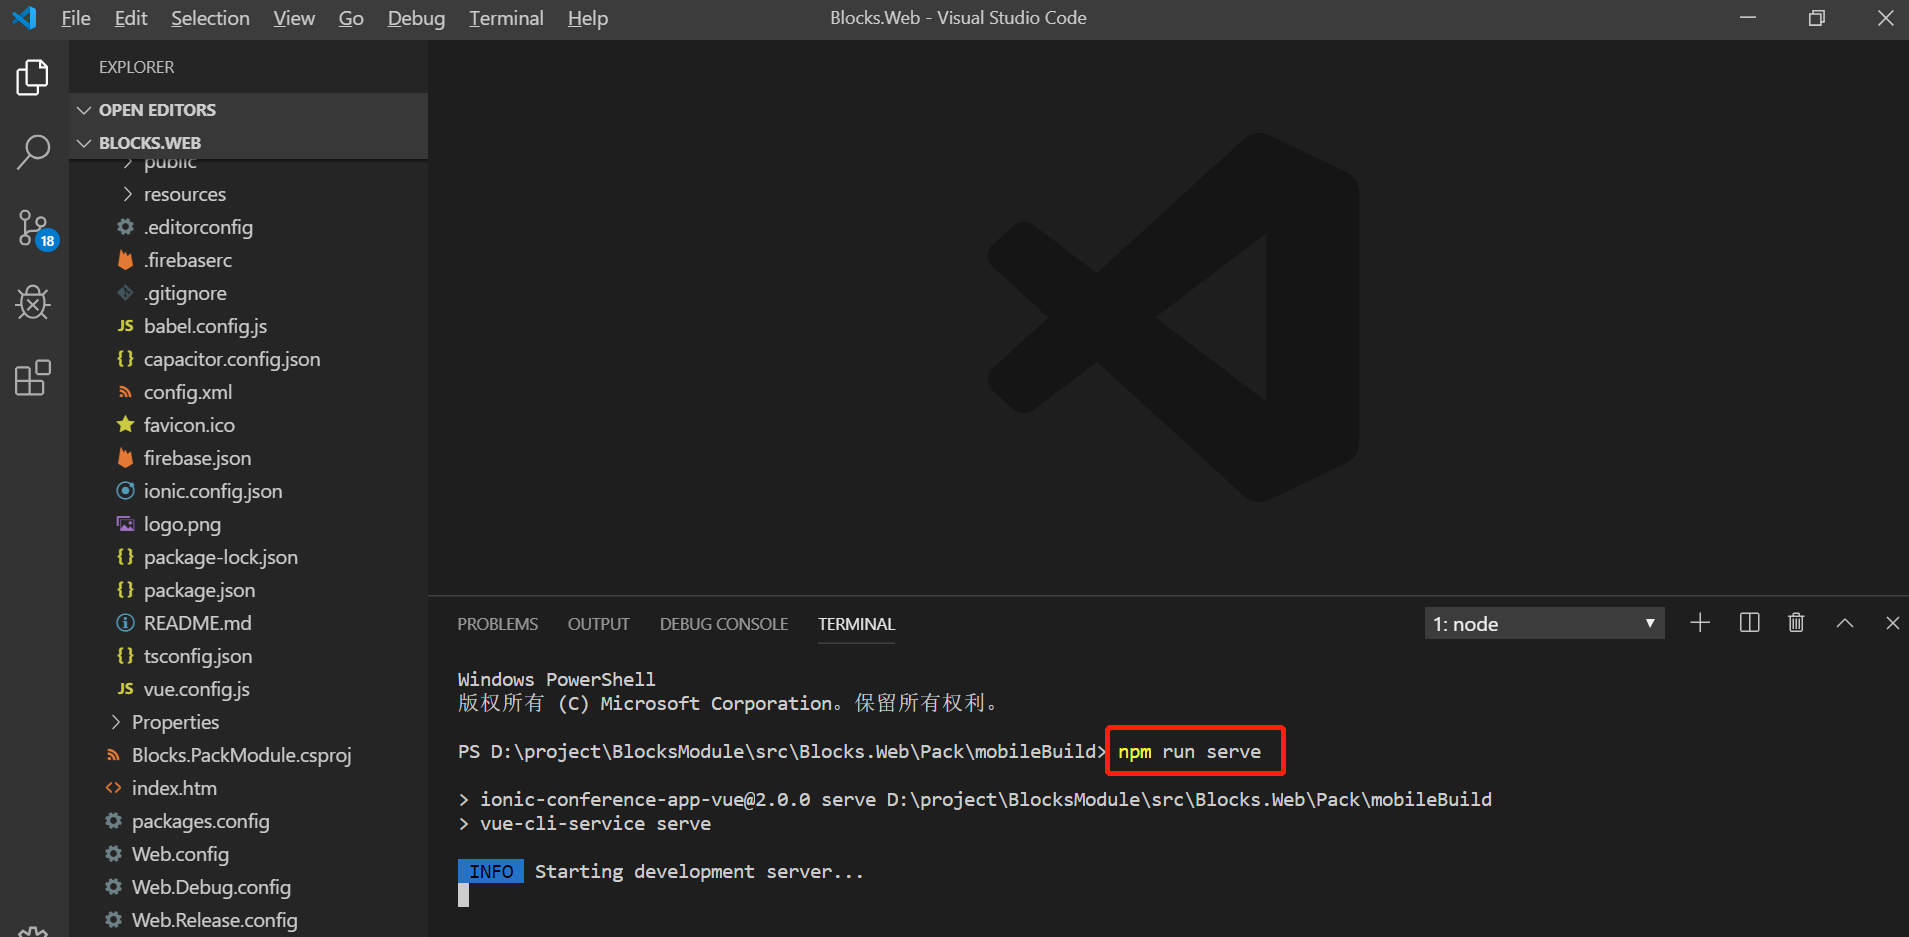 File Edit Selection View Go Debug Terminal Help
Blocks.Web - Visual Studio Code
EXPLORER
OPEN EDITORS
BLOCKS.WEB
public
resources
.editorconfig
.firebaserc
.gitignore
babel.config.js
capacitor.config.json
config.xml
favicon.ico
firebase.json
ionic.config.json
logo.png
package-lock.json
package.json
README.md
tsconfig.json
vue.config.js
Properties
Blocks.PackModule.csproj
index.htm
packages.config
Web.config
Web.Debug.config
Web.Release.config
18
JS
{ }
{ }
{ }
{ }
JS
PROBLEMS OUTPUT DEBUG CONSOLE TERMINAL
1: node
Windows PowerShell
版权所有 (C) Microsoft Corporation。保留所有权利。
PS D:\project\BlocksModule\src\Blocks.Web\Pack\mobileBuild> npm run serve
> ionic-conference-app-vue@2.0.0 serve D:\project\BlocksModule\src\Blocks.Web\Pack\mobileBuild
> vue-cli-service serve
INFO Starting development server...